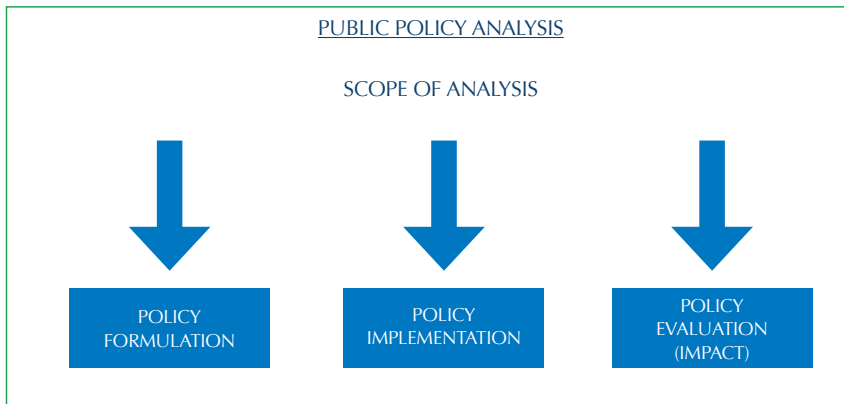 PUBLIC POLICY ANALYSIS
SCOPE OF ANALYSIS
POLICY
FORMULATION
POLICY
IMPLEMENTATION
POLICY
EVALUATION
(IMPACT)